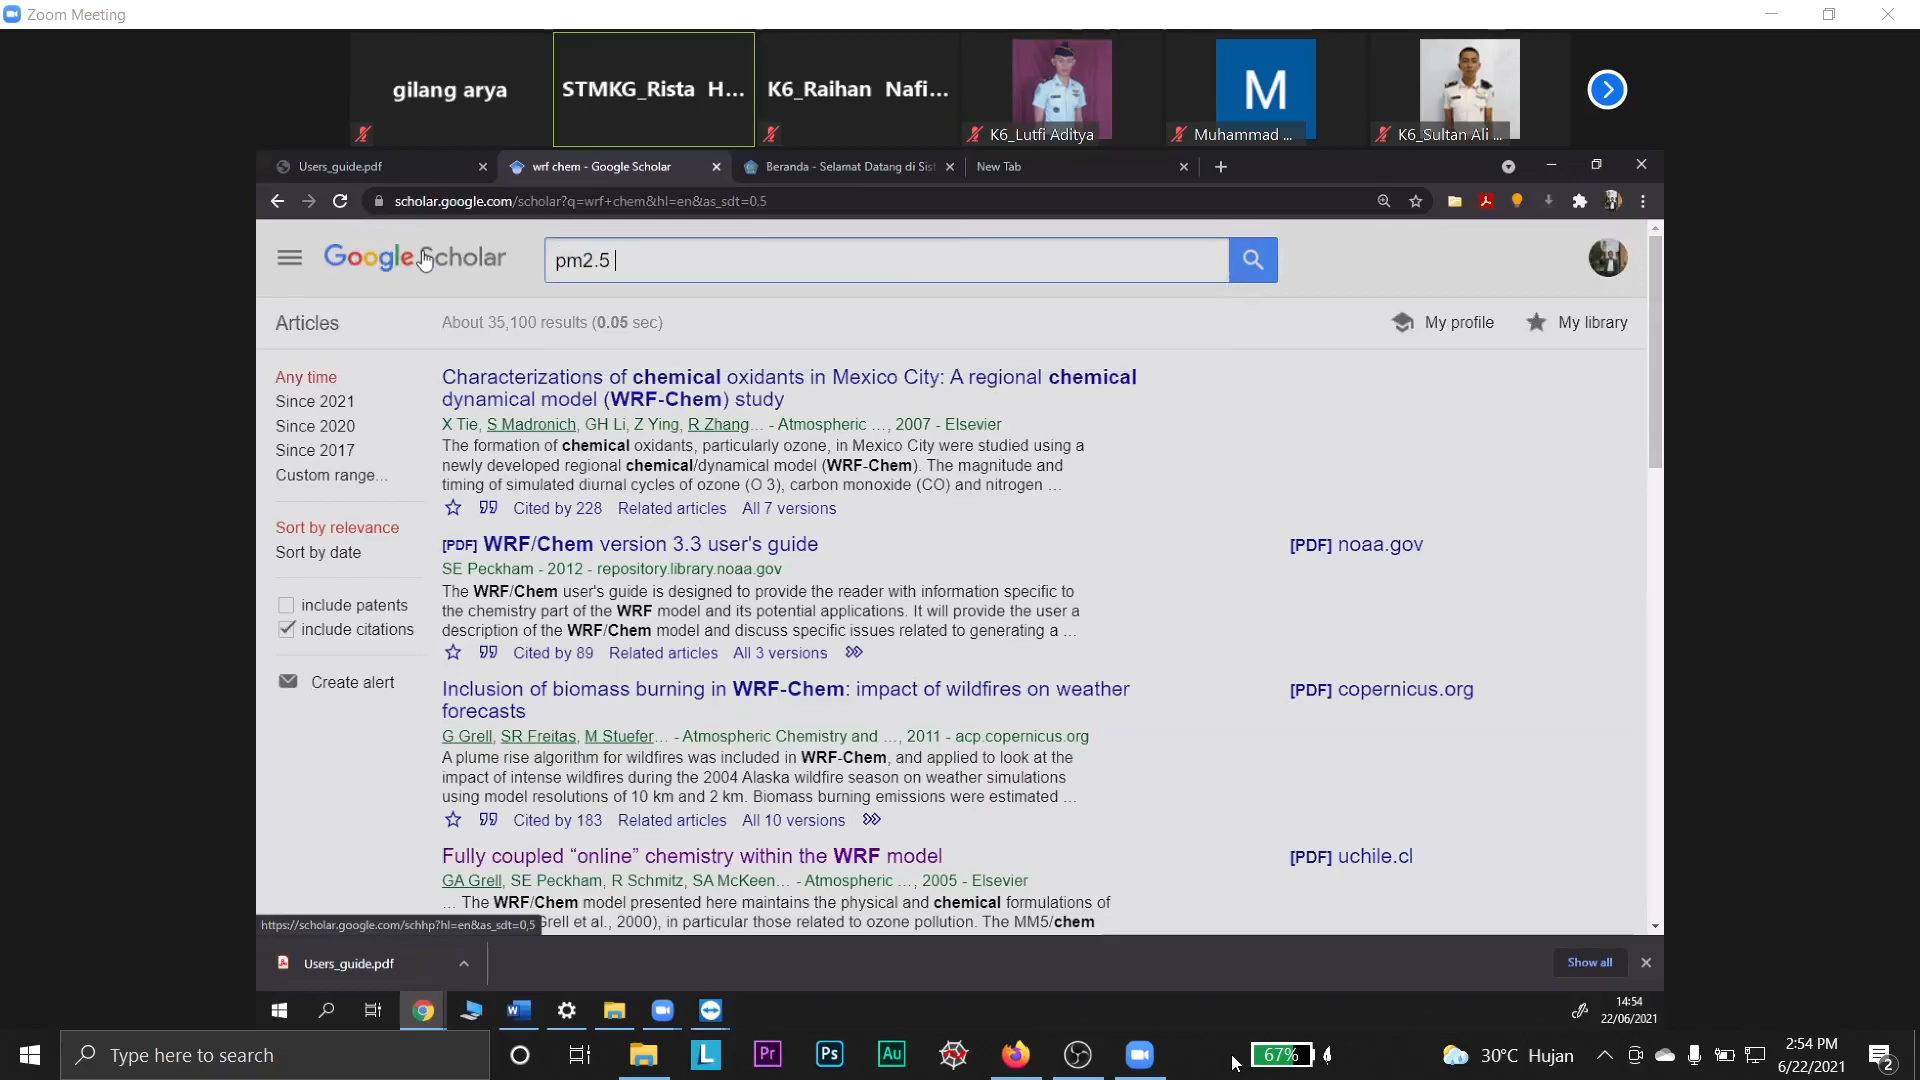 Zoom Meeting
gilang arya
STMKG_Rista H...
K6_Raihan Nafi...
K6_Lutfi Aditya
M
Muhammad ...
K6_Sultan Ali ...
Users_guide.pdf
wrf chem - Google Scholar
Beranda - Selamat Datang di Sist
New Tab
scholar.google.com/scholar?q=wrf+chem&hl=en&as_sdt=0,5
Google Scholar
pm2.5
Articles
About 35,100 results (0.05 sec)
My profile
My library
Any time
Since 2021
Since 2020
Since 2017
Custom range...
Sort by relevance
Sort by date
include patents
include citations
Create alert
Characterizations of chemical oxidants in Mexico City: A regional chemical
dynamical model (WRF-Chem) study
X Tie, S Madronich, GH Li, Z Ying, R Zhang... - Atmospheric ..., 2007 - Elsevier
The formation of chemical oxidants, particularly ozone, in Mexico City were studied using a
newly developed regional chemical/dynamical model (WRF-Chem). The magnitude and
timing of simulated diurnal cycles of ozone (O 3), carbon monoxide (CO) and nitrogen ...
Cited by 228 Related articles All 7 versions
[PDF] WRF/Chem version 3.3 user's guide
[PDF] noaa.gov
SE Peckham - 2012 - repository.library.noaa.gov
The WRF/Chem user's guide is designed to provide the reader with information specific to
the chemistry part of the WRF model and its potential applications. It will provide the user a
description of the WRF/Chem model and discuss specific issues related to generating a ...
Cited by 89 Related articles All 3 versions
Inclusion of biomass burning in WRF-Chem: impact of wildfires on weather
forecasts
[PDF] copernicus.org
G Grell, SR Freitas, M Stuefer... - Atmospheric Chemistry and ..., 2011 - acp.copernicus.org
A plume rise algorithm for wildfires was included in WRF-Chem, and applied to look at the
impact of intense wildfires during the 2004 Alaska wildfire season on weather simulations
using model resolutions of 10 km and 2 km. Biomass burning emissions were estimated ...
Cited by 183 Related articles All 10 versions
Fully coupled “online” chemistry within the WRF model
[PDF] uchile.cl
GA Grell, SE Peckham, R Schmitz, SA McKeen... - Atmospheric ..., 2005 - Elsevier
... The WRF/Chem model presented here maintains the physical and chemical formulations of
Grell et al., 2000), in particular those related to ozone pollution. The MM5/chem
https://scholar.google.com/schhp?hl=en&as_sdt=0,5
Users_guide.pdf
Show all
14:54
22/06/2021
Type here to search
L
Pr
Ps
Au
67%
30°C Hujan
2:54 PM
6/22/2021
2